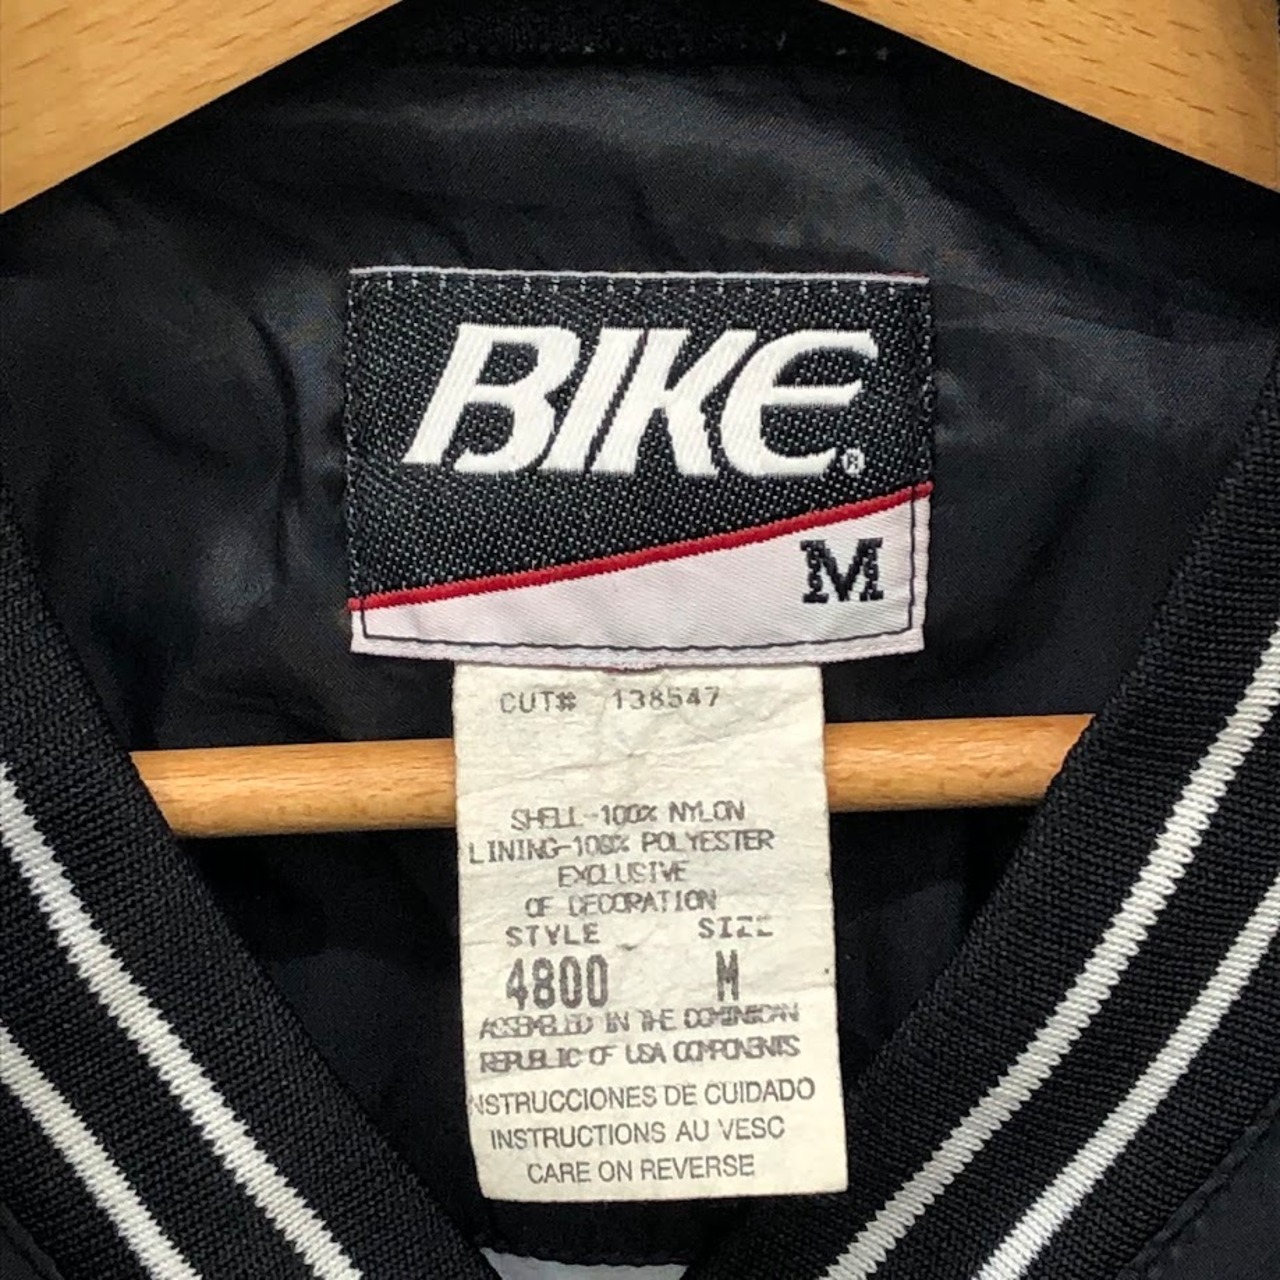 BIKE®
M
CUT# 138547
SHELL-100% NYLON
LINING-100% POLYESTER
EXCLUSIVE
OF DECORATION
STYLE SIZE
4800 M
ASSEMBLED IN THE DOMINICAN
REPUBLIC OF USA COMPONENTS
INSTRUCCIONES DE CUIDADO
INSTRUCTIONS AU VESC
CARE ON REVERSE